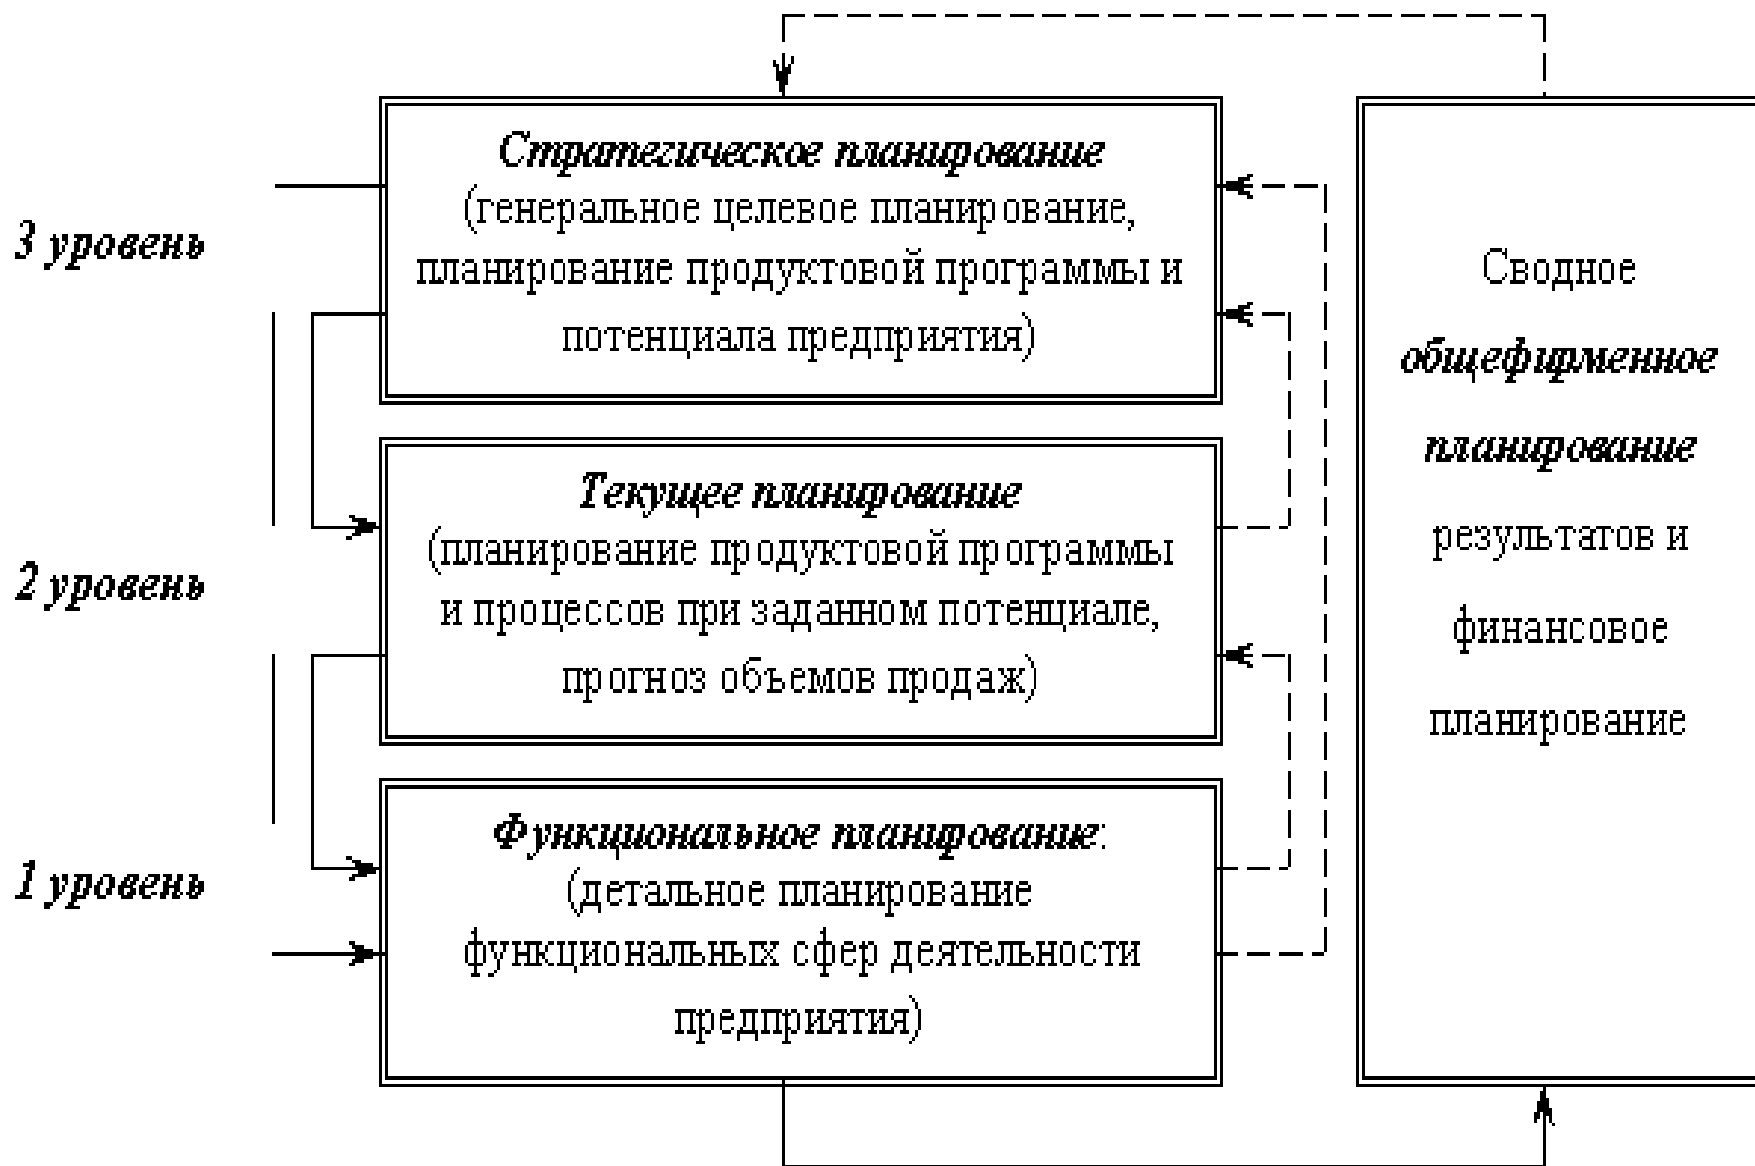 Стратегическое планирование
(генеральное целевое планирование,
планирование продуктовой программы и
потенциала предприятия)
3 уровень
Текущее планирование
(планирование продуктовой программы
и процессов при заданном потенциале,
прогноз объемов продаж)
2 уровень
Функциональное планирование:
(детальное планирование
функциональных сфер деятельности
предприятия)
1 уровень
Сводное
общефирменное
планирование
результатов и
финансовое
планирование